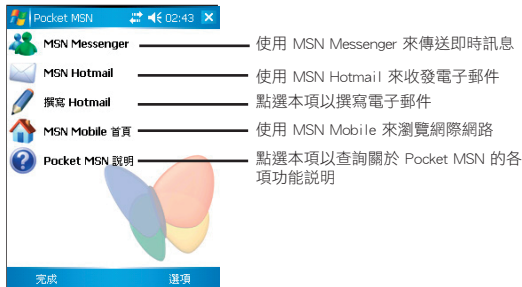 Pocket MSN 02:43
MSN Messenger
使用 MSN Messenger 來傳送即時訊息
MSN Hotmail
使用 MSN Hotmail 來收發電子郵件
撰寫 Hotmail
點選本項以撰寫電子郵件
MSN Mobile 首頁
使用 MSN Mobile 來瀏覽網際網路
Pocket MSN 說明
點選本項以查詢關於 Pocket MSN 的各
項功能説明
完成 選項